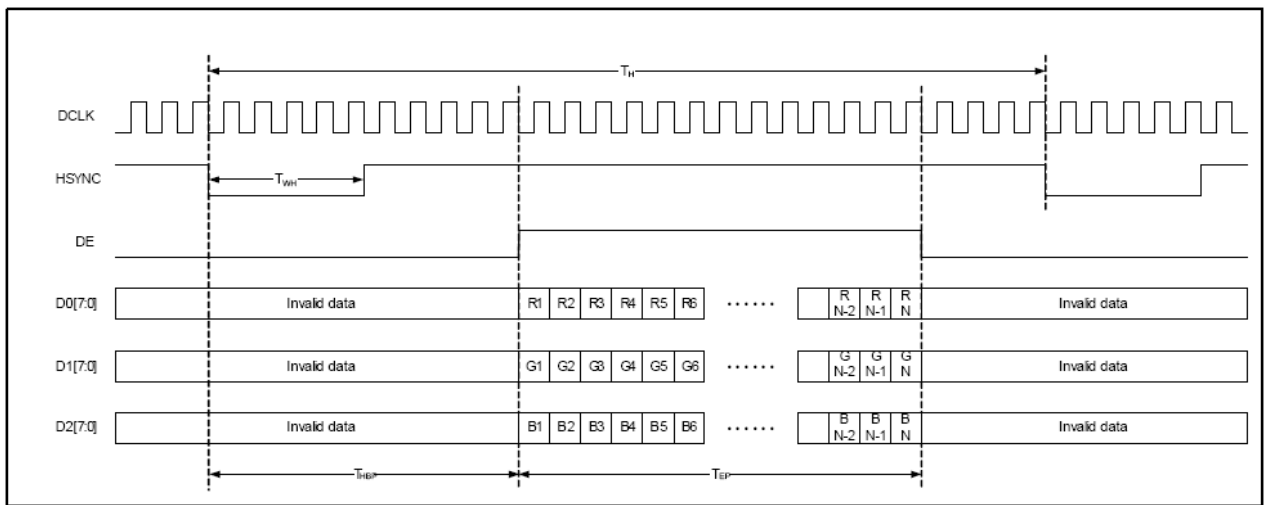 TH
DCLK
HSYNC
TWH
DE
D0[7:0] Invalid data R1 R2 R3 R4 R5 R6 ...... R N-2 R N-1 R N Invalid data
D1[7:0] Invalid data G1 G2 G3 G4 G5 G6 ...... G N-2 G N-1 G N Invalid data
D2[7:0] Invalid data B1 B2 B3 B4 B5 B6 ...... B N-2 B N-1 B N Invalid data
THBP TEP